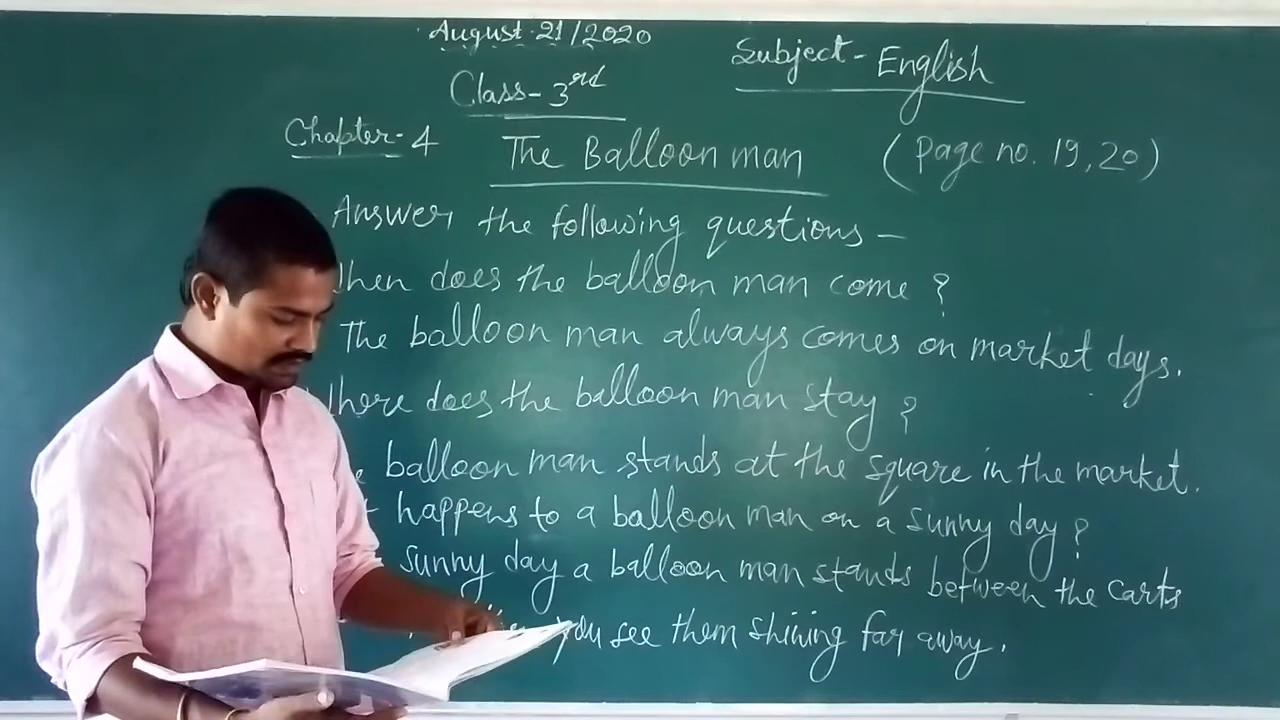 August 21/2020
Subject- English
Class- 3rd
Chapter- 4
The Balloon man
(Page no. 19, 20)
Answer the following questions –
When does the balloon man come ?
The balloon man always comes on market days.
Where does the balloon man stay ?
balloon man stands at the square in the market.
happens to a balloon man on a sunny day ?
sunny day a balloon man stands between the carts
you see them shining far away.